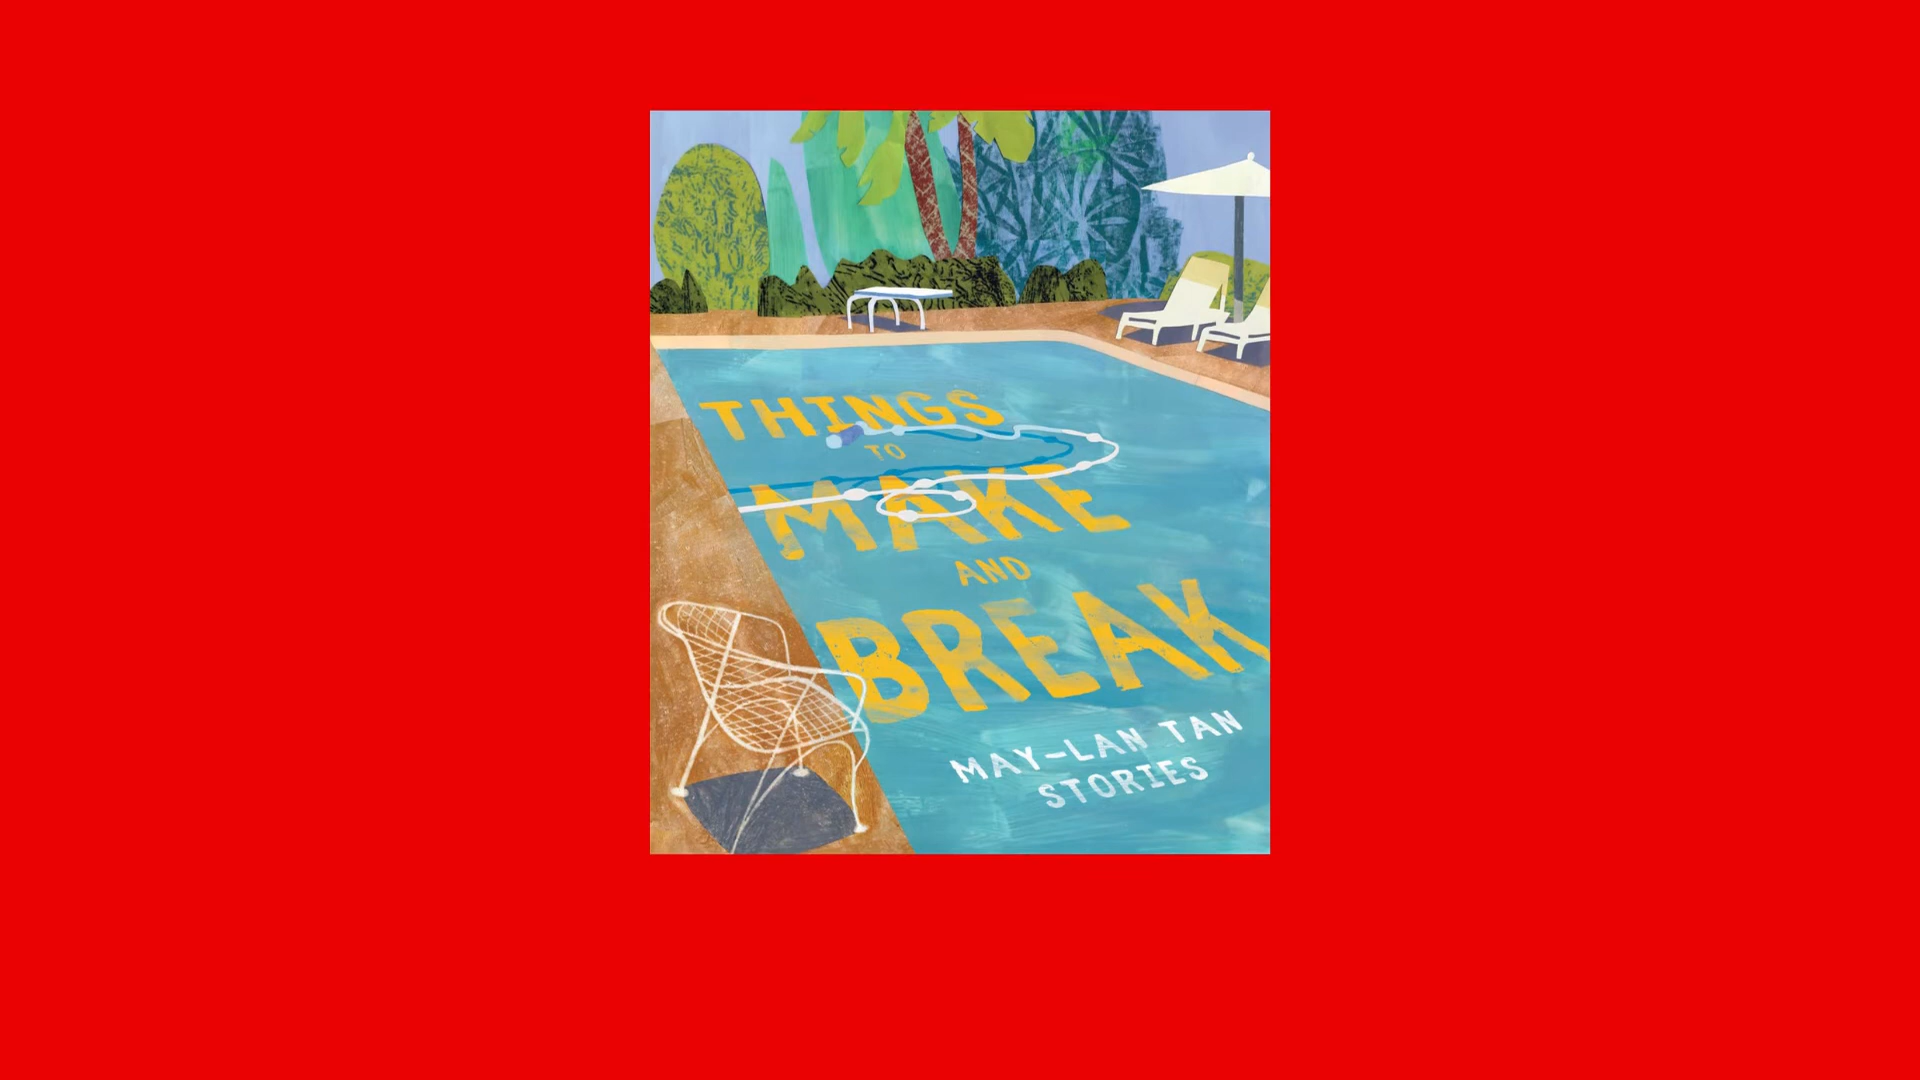 THINGS
TO
MAKE
AND
BREAK
MAY-LAN TAN
STORIES